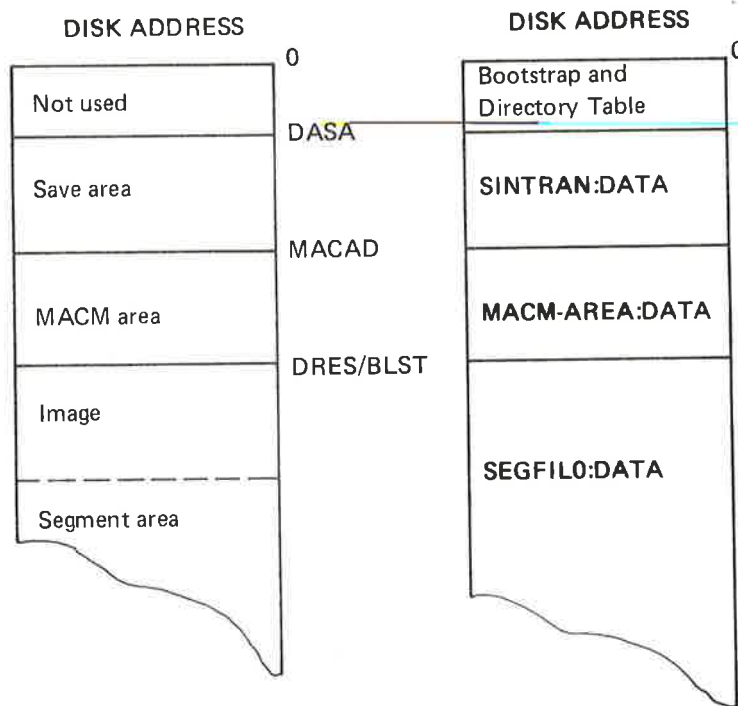 DISK ADDRESS
0
Not used
DASA
Save area
MACAD
MACM area
DRES/BLST
Image
Segment area
DISK ADDRESS
0
Bootstrap and
Directory Table
SINTRAN:DATA
MACM-AREA:DATA
SEGFIL0:DATA